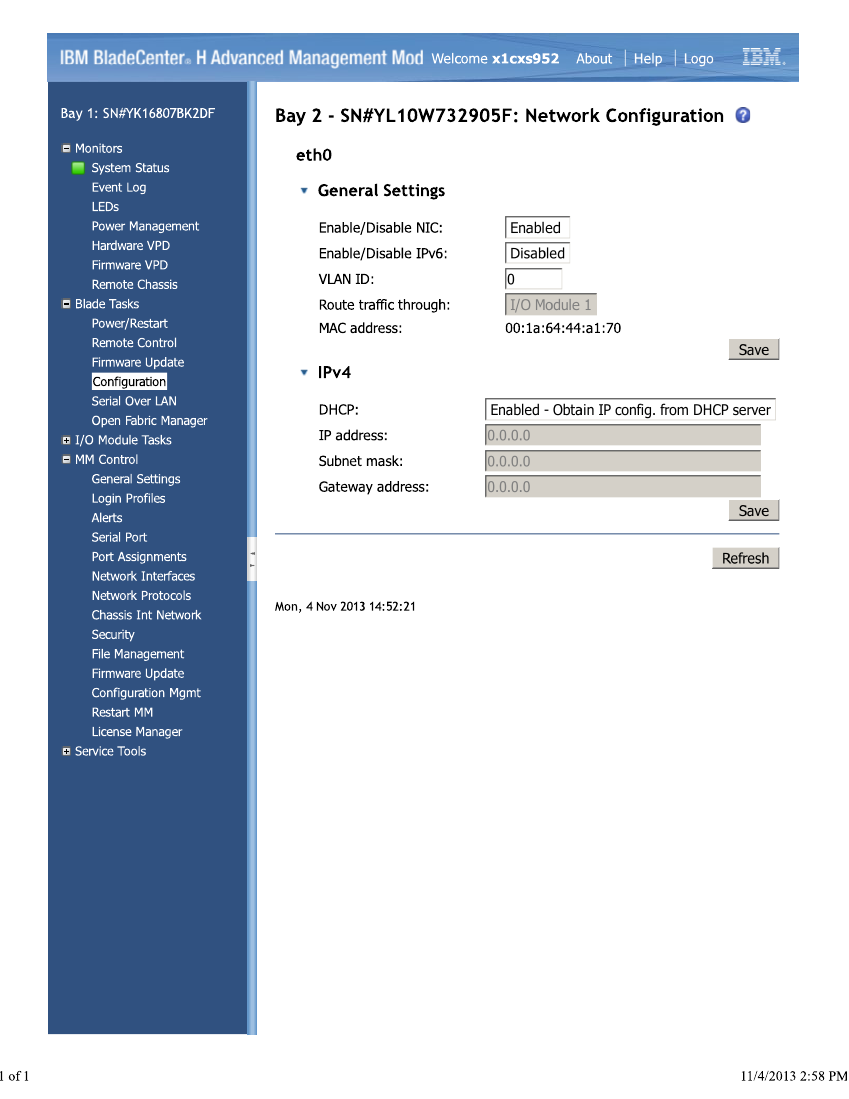 IBM BladeCenter® H Advanced Management Mod Welcome x1cxs952 About Help Logo IBM.
Bay 1: SN#YK16807BK2DF
Monitors
System Status
Event Log
LEDs
Power Management
Hardware VPD
Firmware VPD
Remote Chassis
Blade Tasks
Power/Restart
Remote Control
Firmware Update
Configuration
Serial Over LAN
Open Fabric Manager
I/O Module Tasks
MM Control
General Settings
Login Profiles
Alerts
Serial Port
Port Assignments
Network Interfaces
Network Protocols
Chassis Int Network
Security
File Management
Firmware Update
Configuration Mgmt
Restart MM
License Manager
Service Tools
Bay 2 - SN#YL10W732905F: Network Configuration ?
eth0
General Settings
Enable/Disable NIC: Enabled
Enable/Disable IPv6: Disabled
VLAN ID: 0
Route traffic through: I/O Module 1
MAC address: 00:1a:64:44:a1:70
Save
IPv4
DHCP: Enabled - Obtain IP config. from DHCP server
IP address: 0.0.0.0
Subnet mask: 0.0.0.0
Gateway address: 0.0.0.0
Save
Refresh
Mon, 4 Nov 2013 14:52:21
1 of 1 11/4/2013 2:58 PM